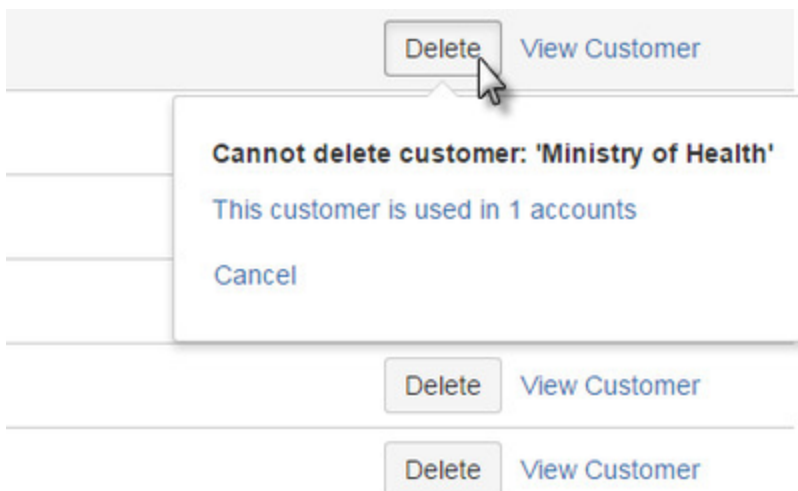 Delete View Customer
Cannot delete customer: 'Ministry of Health'
This customer is used in 1 accounts
Cancel
Delete View Customer
Delete View Customer